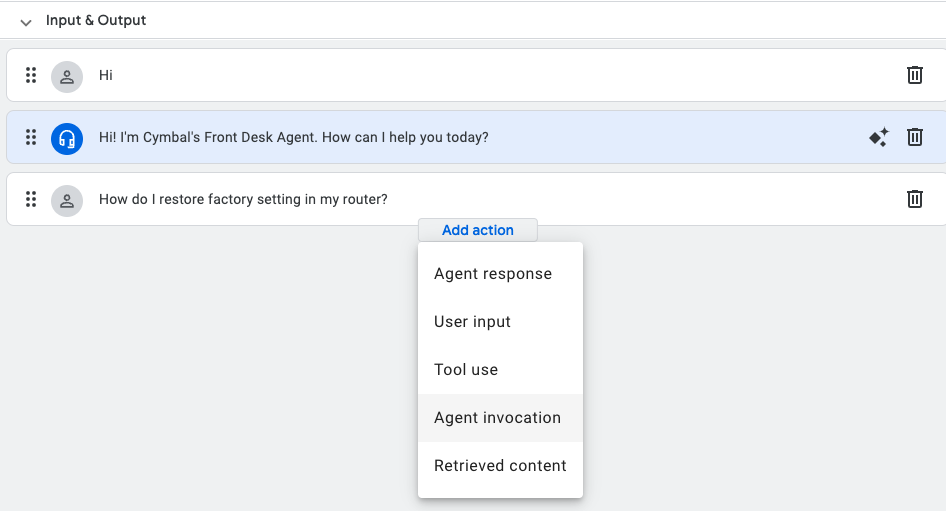 Input & Output
Hi
Hi! I'm Cymbal's Front Desk Agent. How can I help you today?
How do I restore factory setting in my router?
Add action
Agent response
User input
Tool use
Agent invocation
Retrieved content